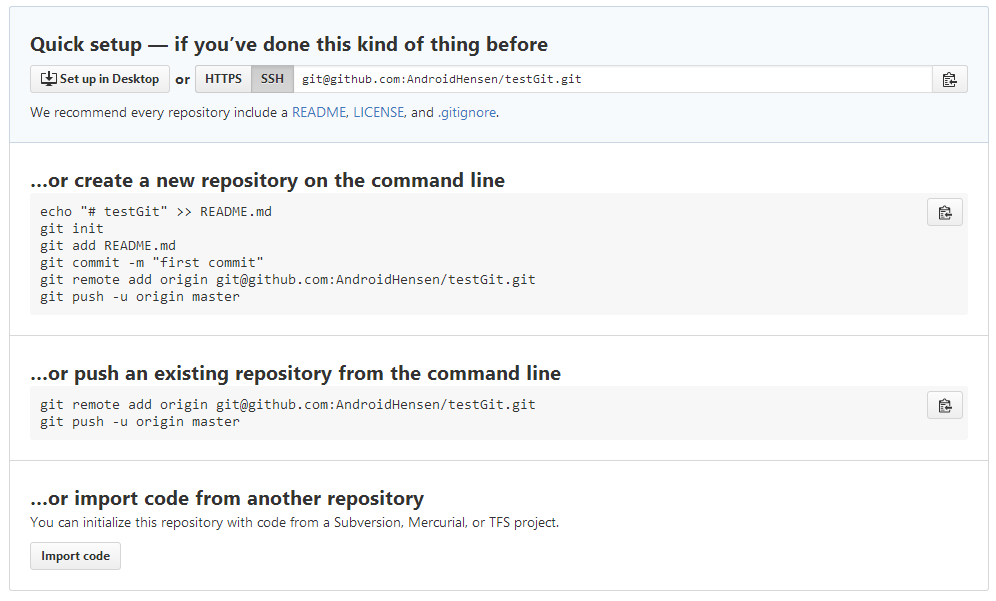 Quick setup — if you’ve done this kind of thing before
Set up in Desktop or HTTPS SSH git@github.com:AndroidHensen/testGit.git
We recommend every repository include a README, LICENSE, and .gitignore.
…or create a new repository on the command line
echo "# testGit" >> README.md
git init
git add README.md
git commit -m "first commit"
git remote add origin git@github.com:AndroidHensen/testGit.git
git push -u origin master
…or push an existing repository from the command line
git remote add origin git@github.com:AndroidHensen/testGit.git
git push -u origin master
…or import code from another repository
You can initialize this repository with code from a Subversion, Mercurial, or TFS project.
Import code